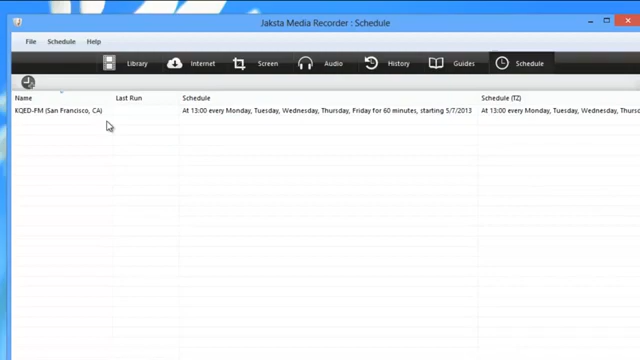 Jaksta Media Recorder : Schedule
File Schedule Help
Library Internet Screen Audio History Guides Schedule
Name Last Run Schedule Schedule (TZ)
KQED-FM (San Francisco, CA) At 13:00 every Monday, Tuesday, Wednesday, Thursday, Friday for 60 minutes, starting 5/7/2013 At 13:00 every Monday, Tuesday, Wednesday, Thursd